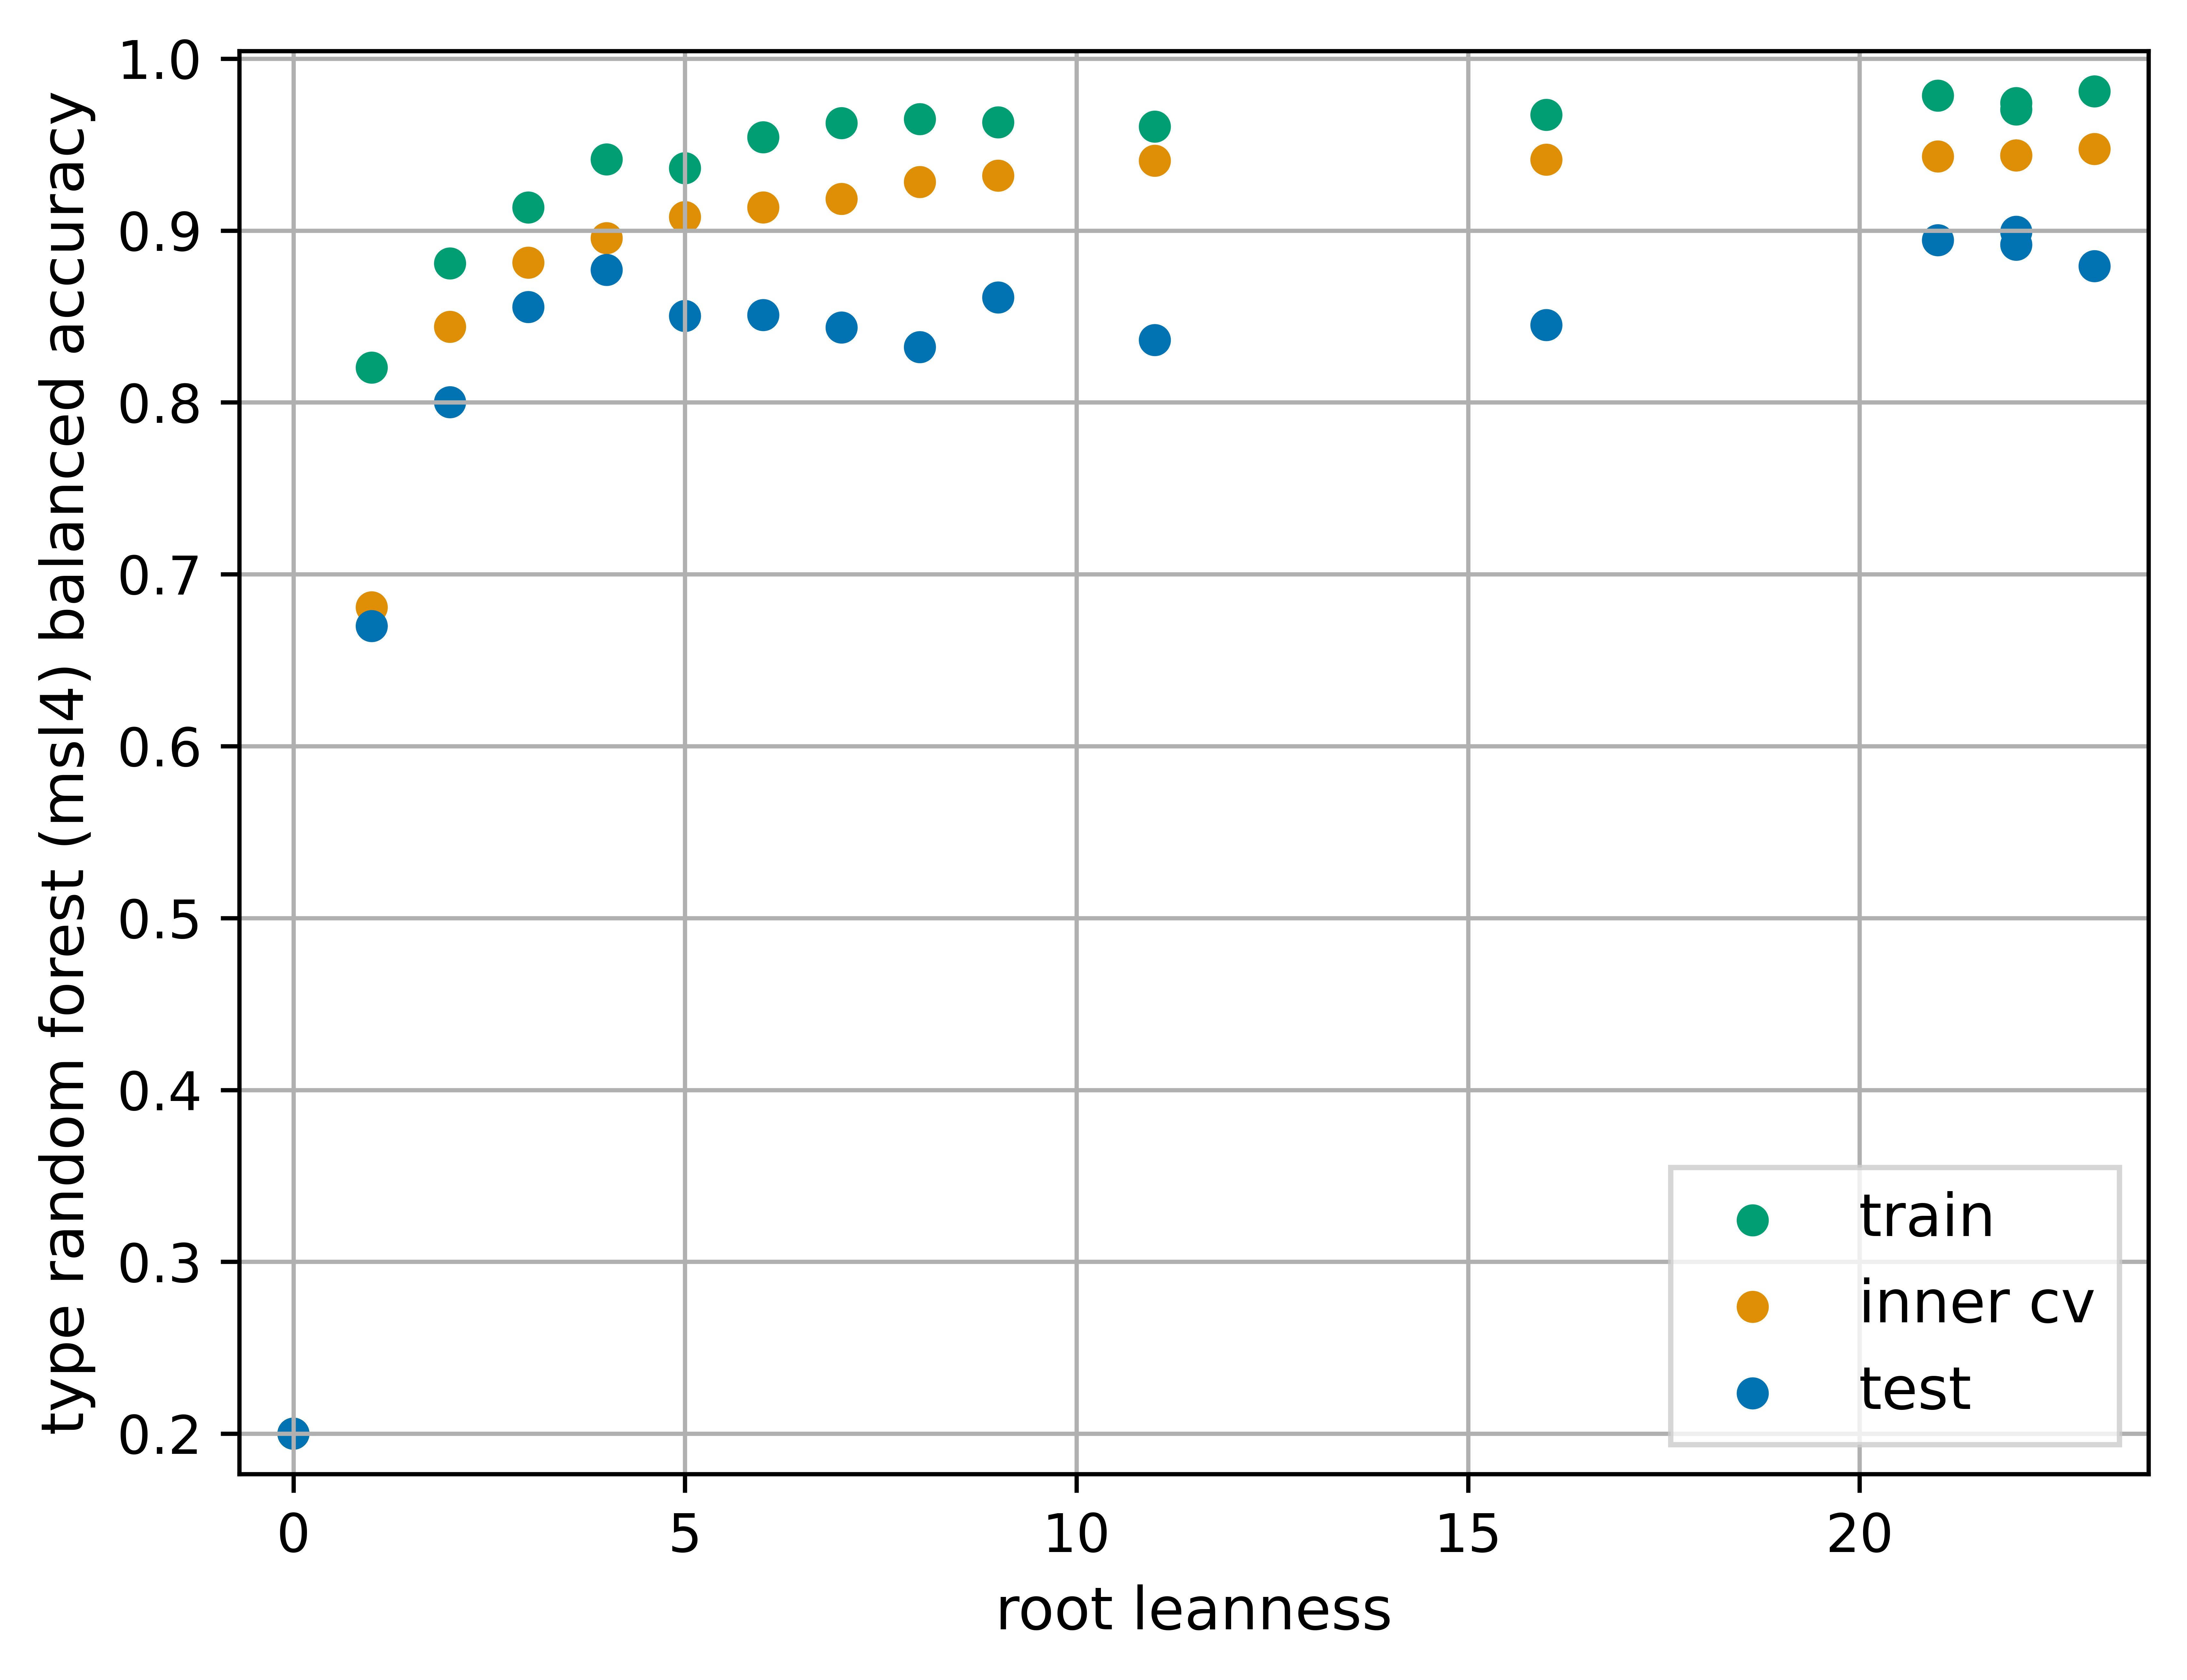 type random forest (msl4) balanced accuracy
1.0
0.9
0.8
0.7
0.6
0.5
0.4
0.3
0.2
train
inner cv
test
0 5 10 15 20
root leanness